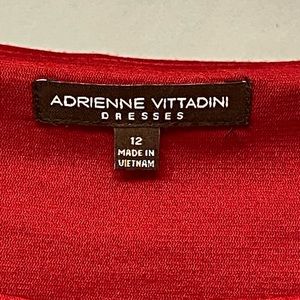 ADRIENNE VITTADINI
DRESSES
12
MADE IN
VIETNAM